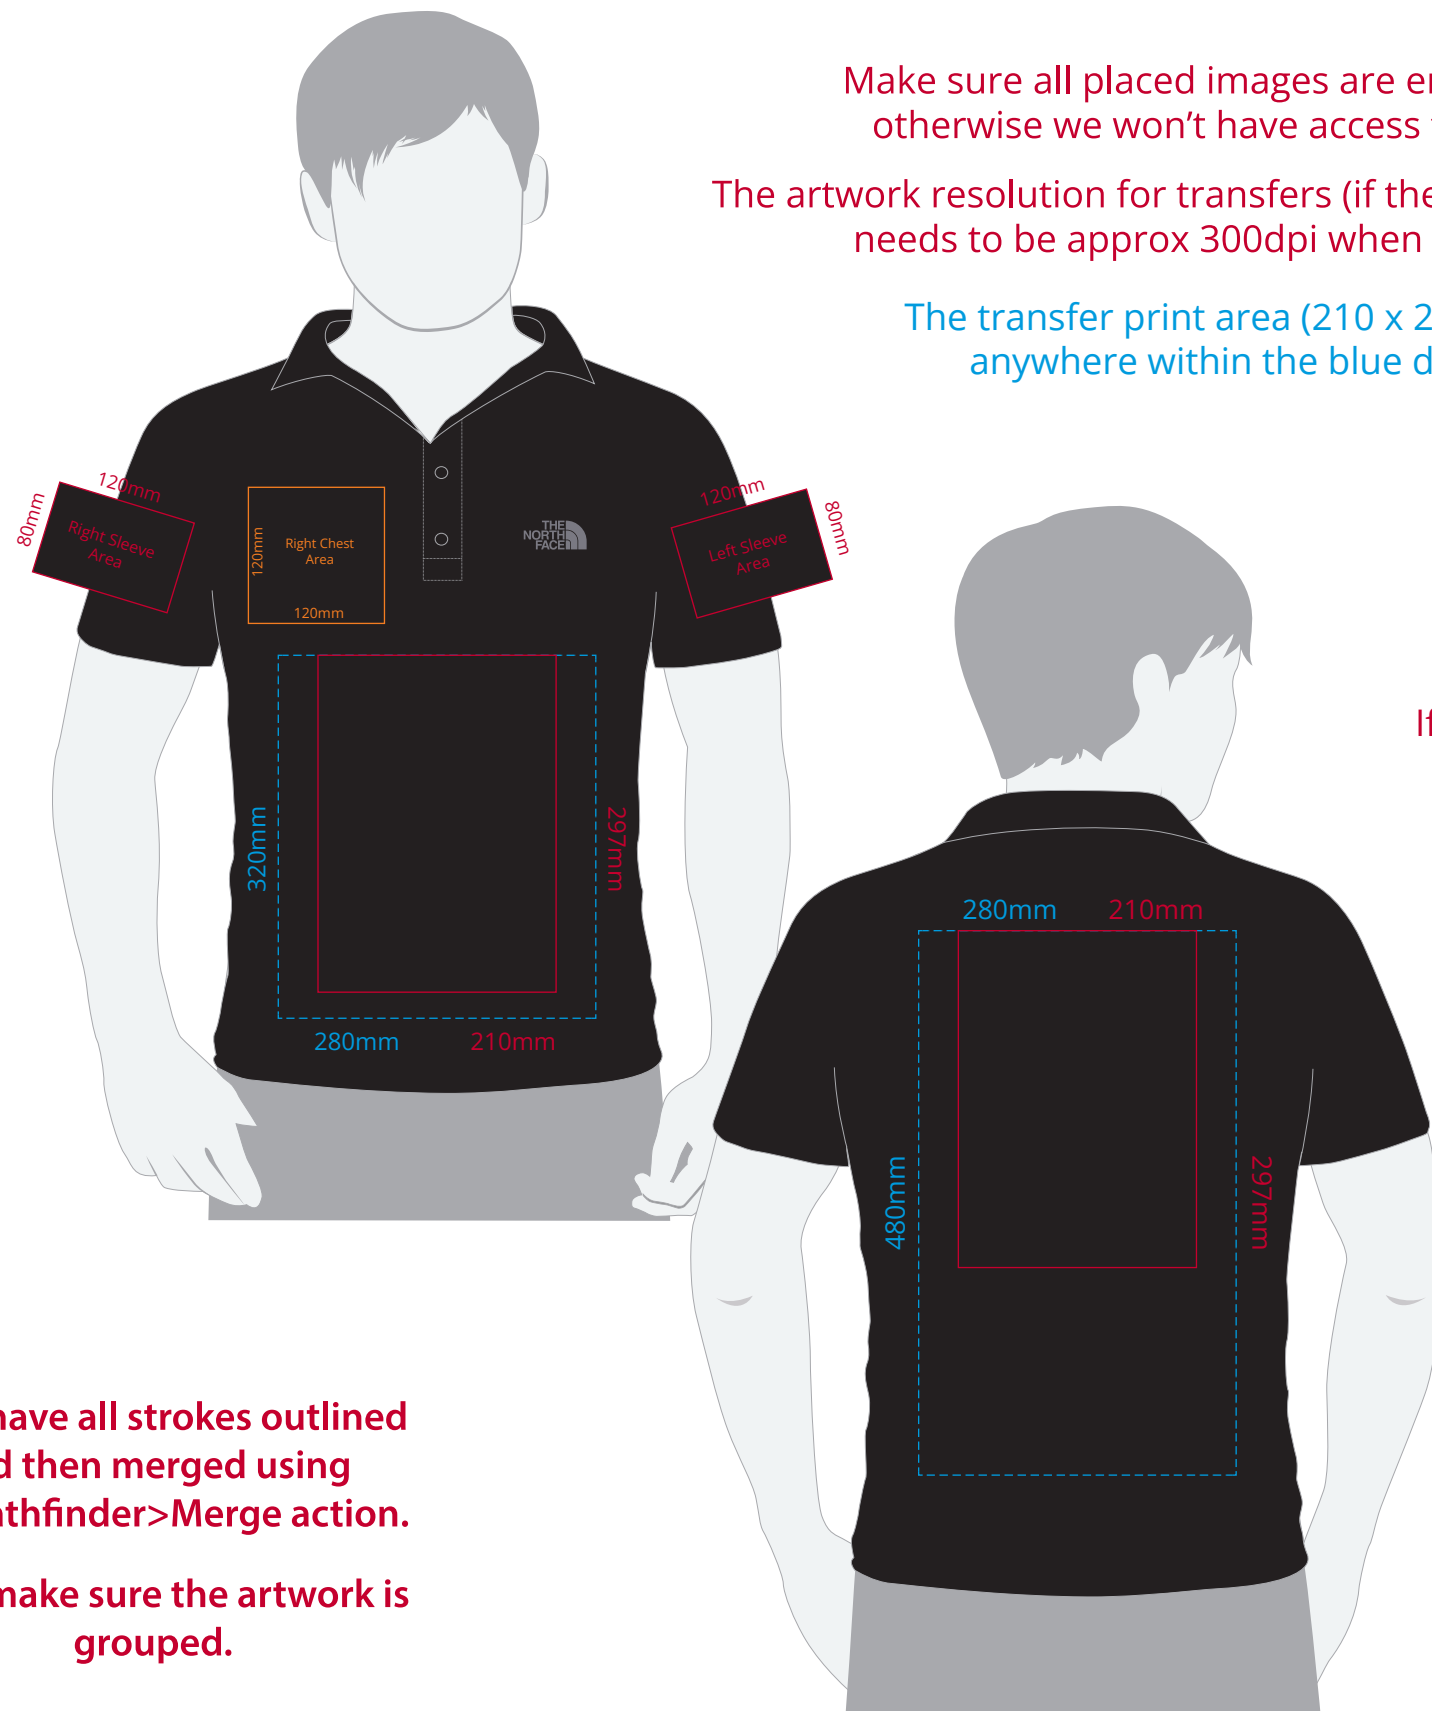 Make sure all placed images are
otherwise we won't have access
The artwork resolution for transfers (if
needs to be approx 300dpi when
The transfer print area (210 x
anywhere within the blue
120mm
80mm
Right Sleeve
Area
120mm
Right Chest
Area
120mm
THE
NORTH
FACE
120mm
80mm
Left Sleeve
Area
320mm
297mm
280mm
210mm
If
280mm
210mm
480mm
297mm
have all strokes outlined
then merged using
>Merge action.
make sure the artwork is
grouped.